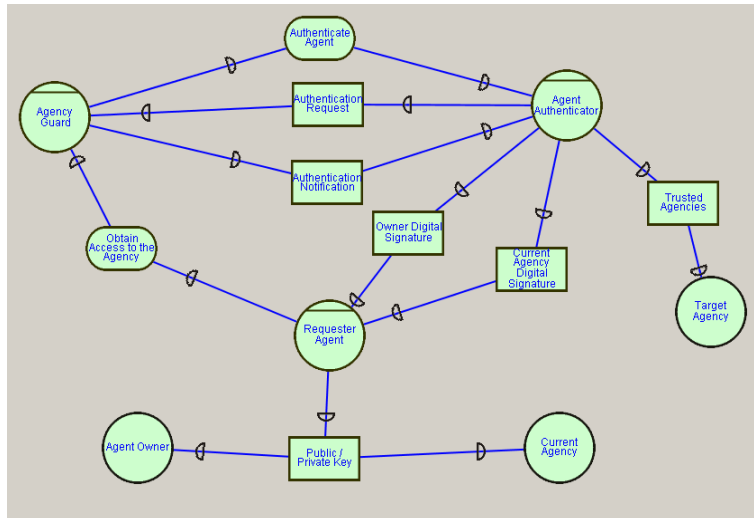 Authenticate
Agent
Agency
Guard
Authentication
Request
Agent
Authenticator
Authentication
Notification
Trusted
Agencies
Owner Digital
Signature
Obtain
Access to the
Agency
Current
Agency
Digital
Signature
Target
Agency
Requester
Agent
Agent Owner
Public /
Private Key
Current
Agency